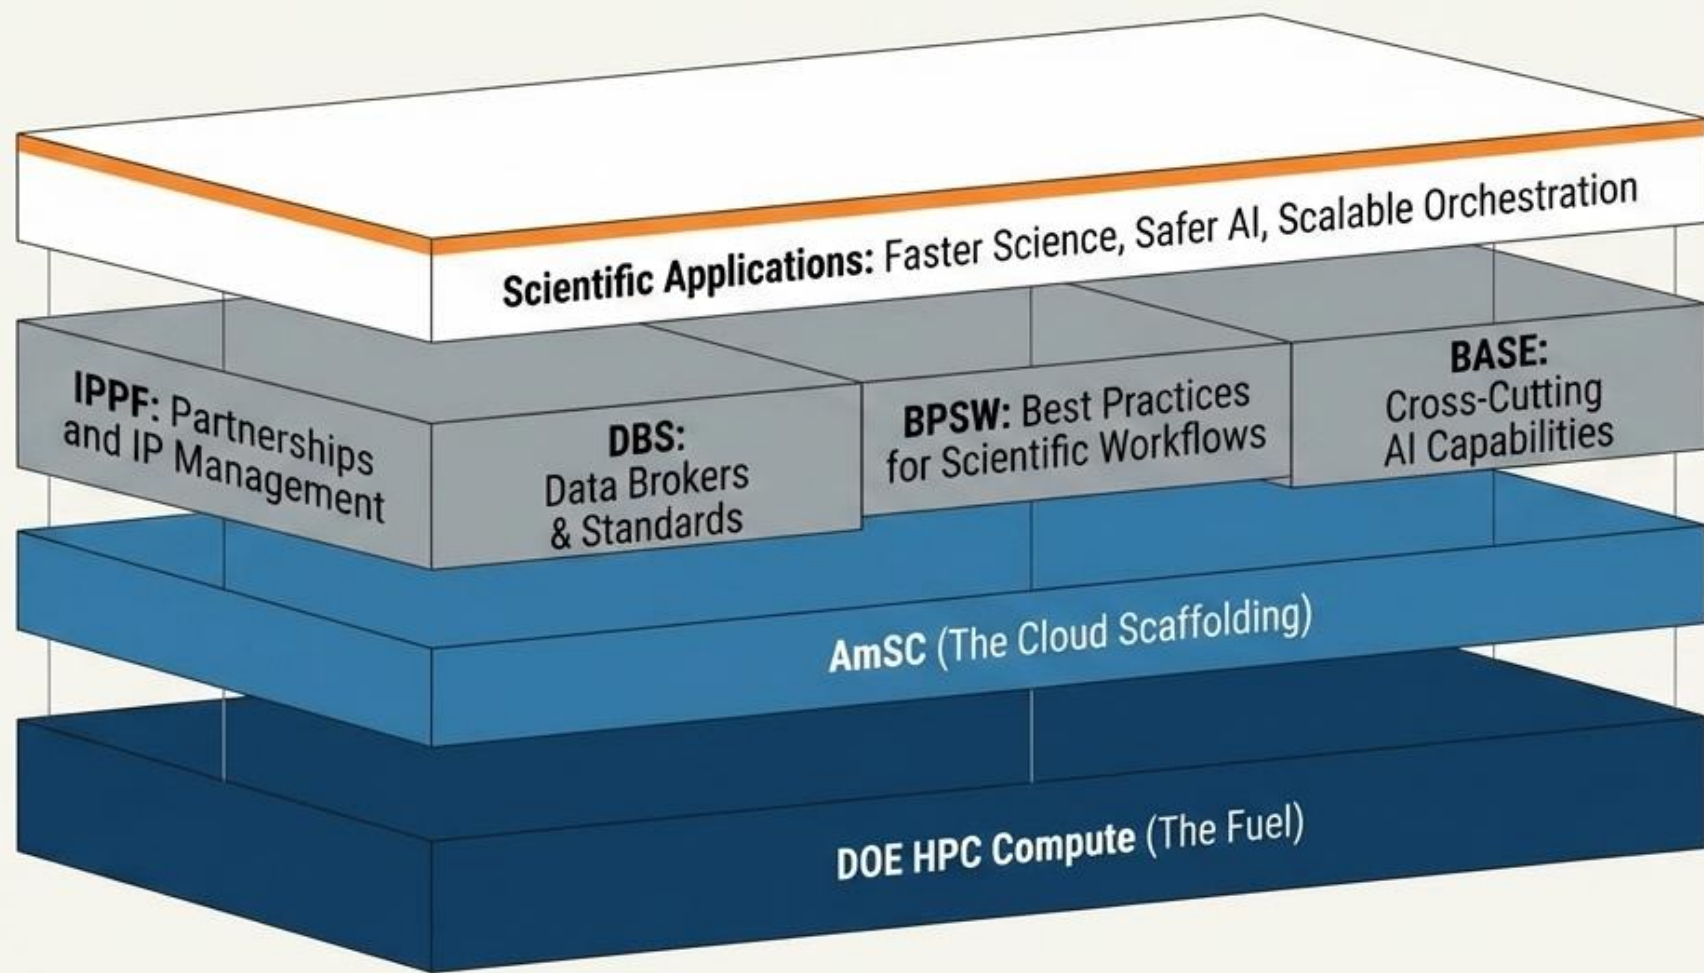 Scientific Applications: Faster Science, Safer AI, Scalable Orchestration
IPPF: Partnerships
and IP Management
DBS:
Data Brokers
& Standards
BPSW: Best Practices
for Scientific Workflows
BASE:
Cross-Cutting
AI Capabilities
AmSC (The Cloud Scaffolding)
DOE HPC Compute (The Fuel)